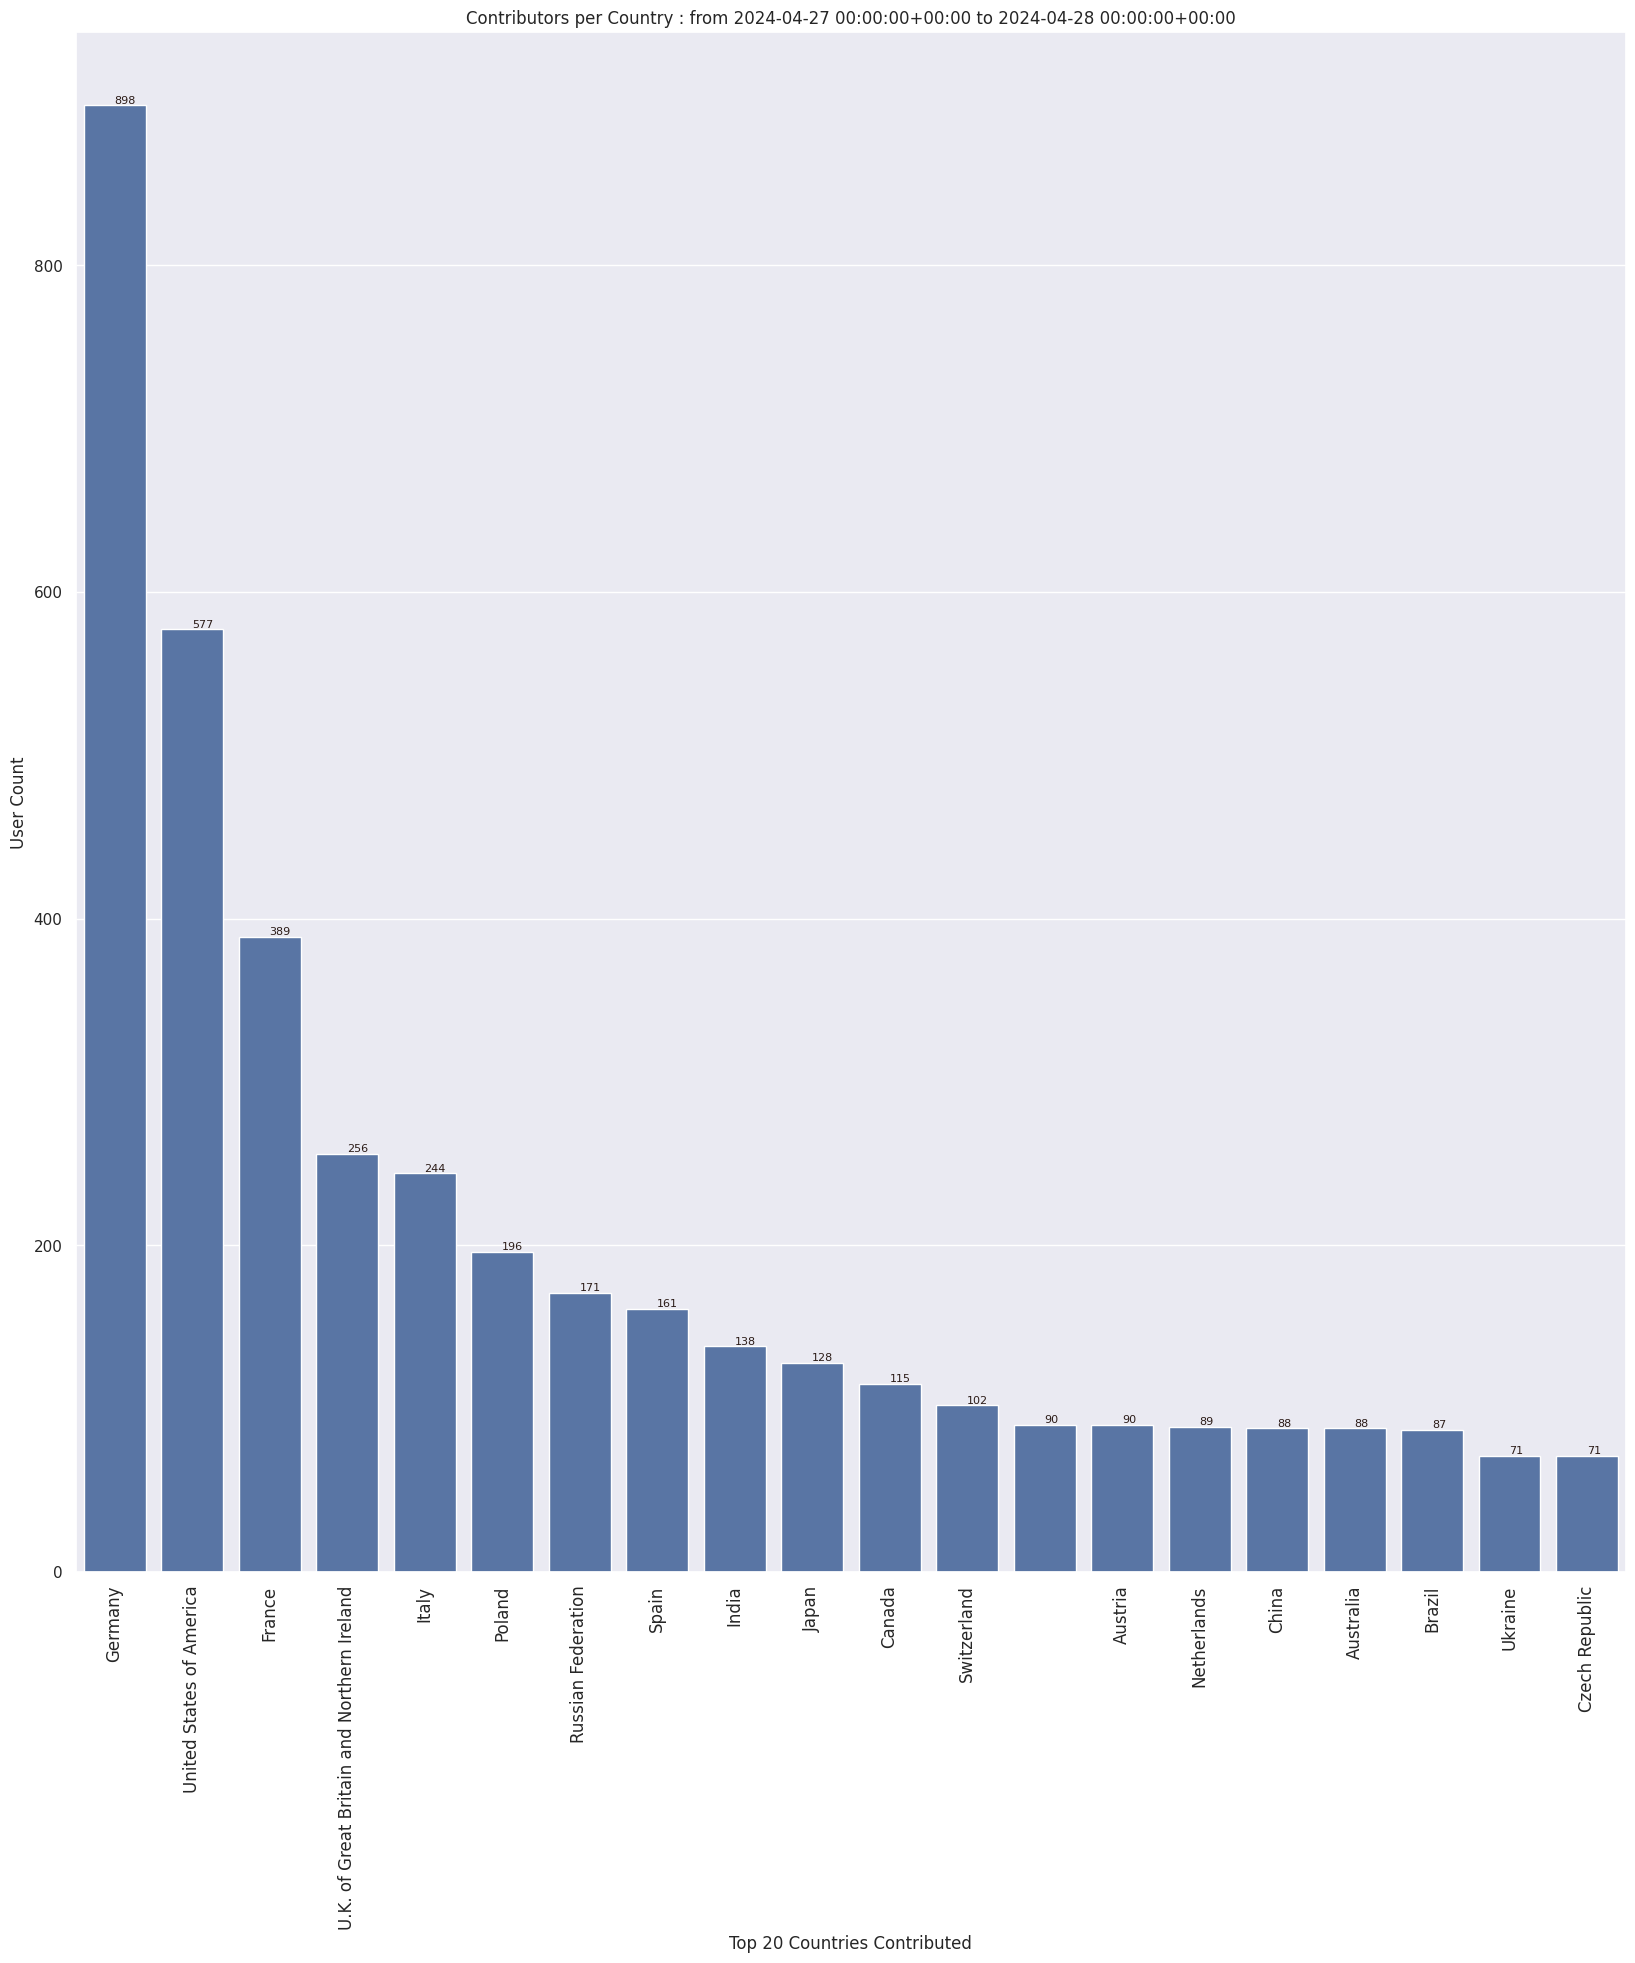 Contributors per Country : from 2024-04-27 00:00:00+00:00 to 2024-04-28 00:00:00+00:00
User Count
800
600
400
200
0
898
577
389
256
244
196
171
161
138
128
115
102
90
90
89
88
88
87
71
71
Germany
United States of America
France
U.K. of Great Britain and Northern Ireland
Italy
Poland
Russian Federation
Spain
India
Japan
Canada
Switzerland
Austria
Netherlands
China
Australia
Brazil
Ukraine
Czech Republic
Top 20 Countries Contributed